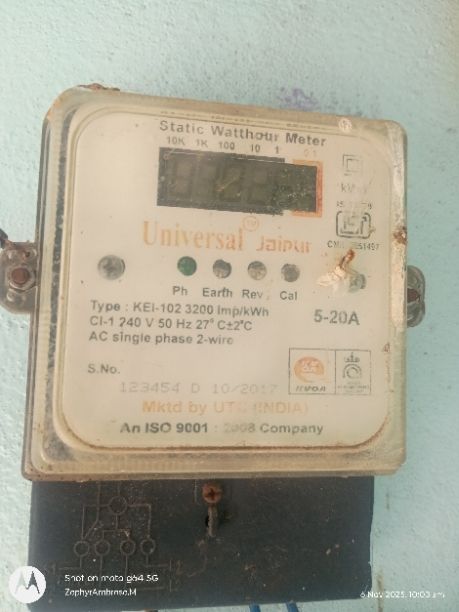 Static Watthour Meter
10K 1K 100 10 1 0.1
Universal TM Jaipur
Ph Earth Rev Cal
Type : KEI-102 3200 Imp/kWh
Cl-1 240 V 50 Hz 27°C±2°C
AC single phase 2-wire
5-20A
S.No.
123454 D 10/2017
Mktd by UTC (INDIA)
An ISO 9001 : 2008 Company
Shot on moto g64 5G
ZephyrAmbrose.M
6 Nov 2025, 10:03 am